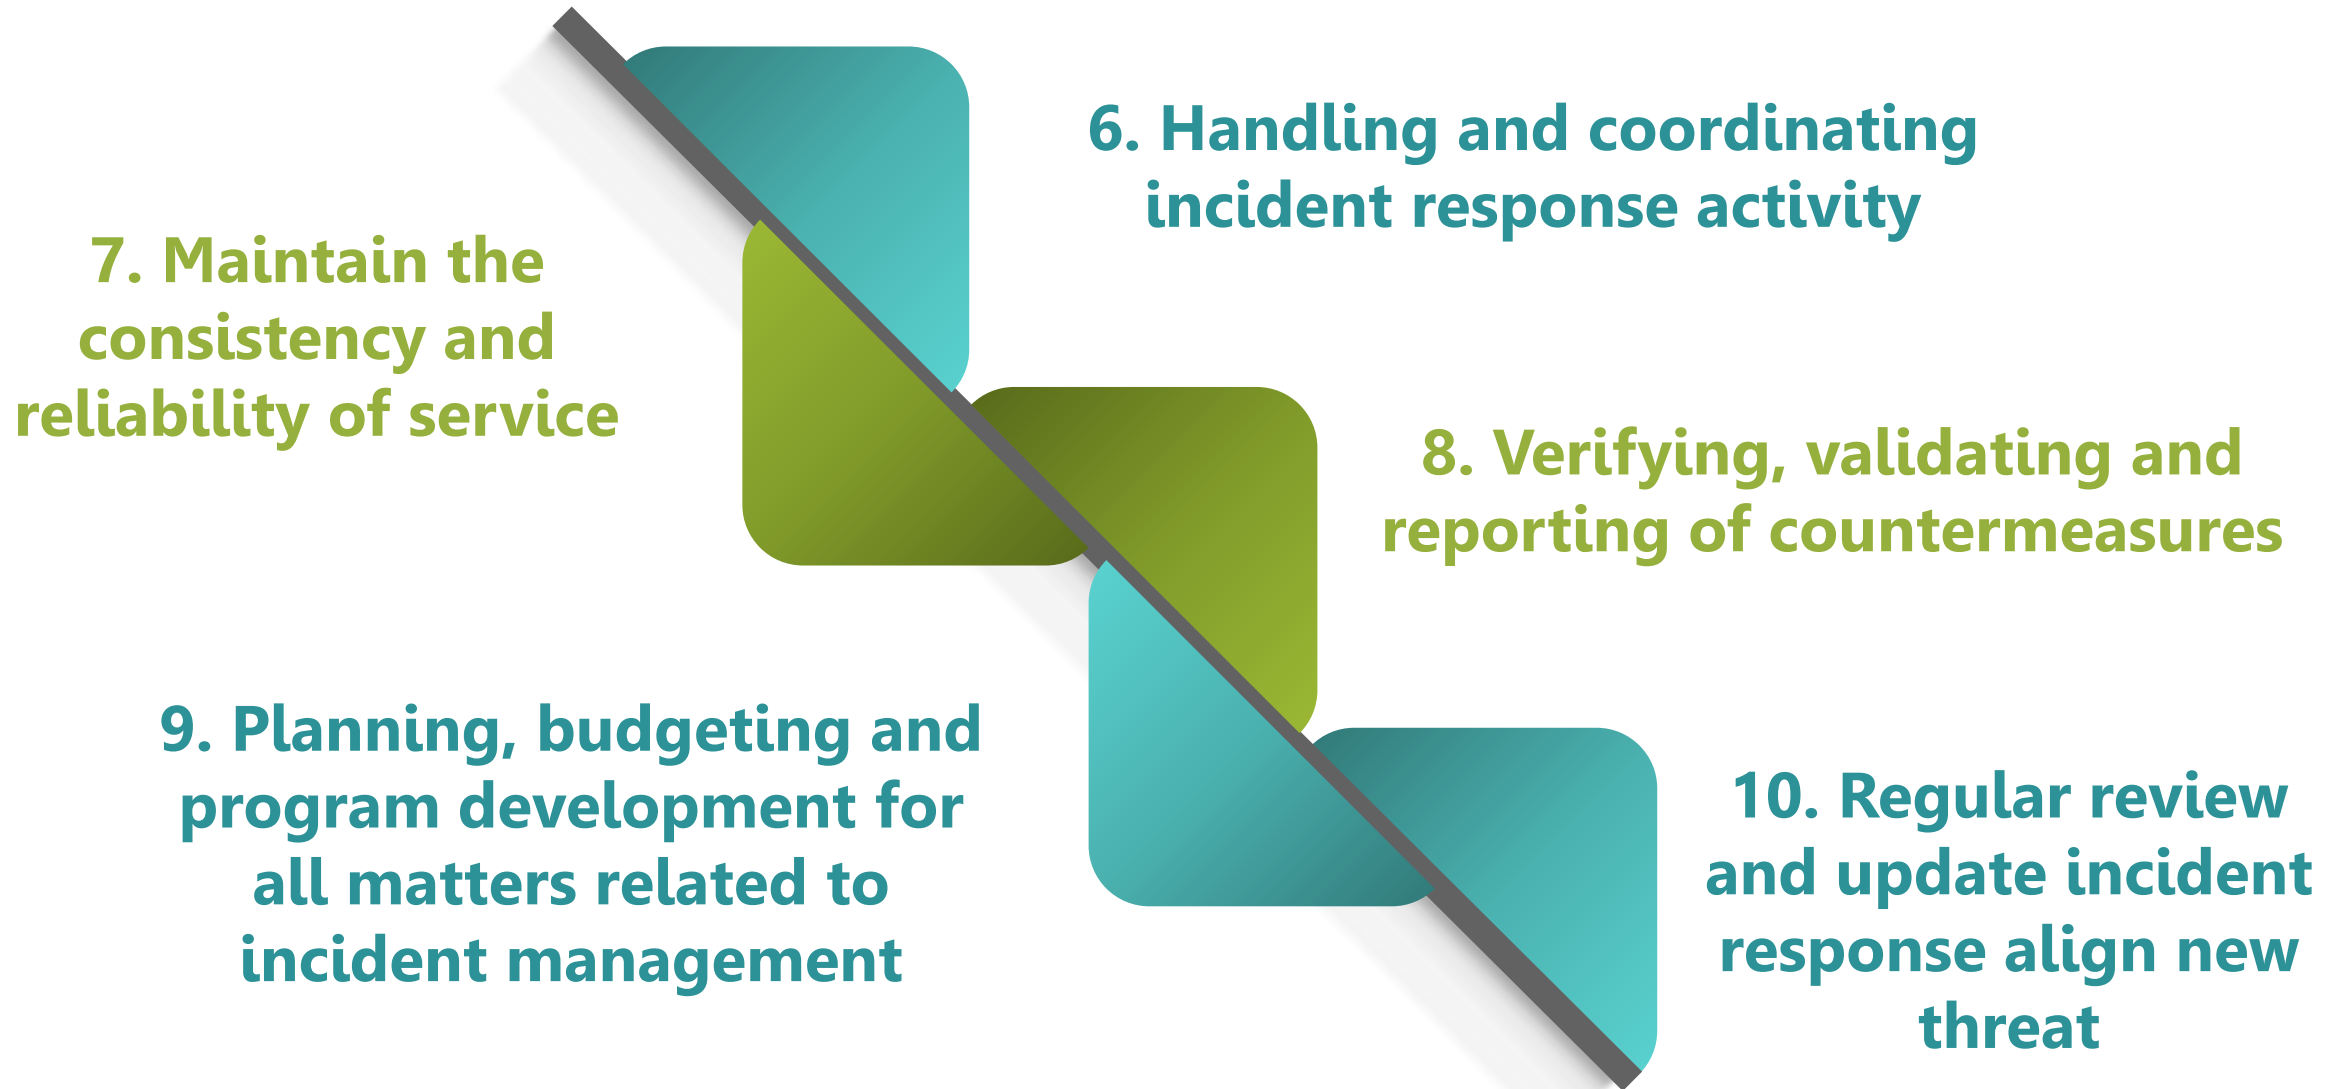 6. Handling and coordinating
incident response activity
7. Maintain the
consistency and
reliability of service
8. Verifying, validating and
reporting of countermeasures
9. Planning, budgeting and
program development for
all matters related to
incident management
10. Regular review
and update incident
response align new
threat